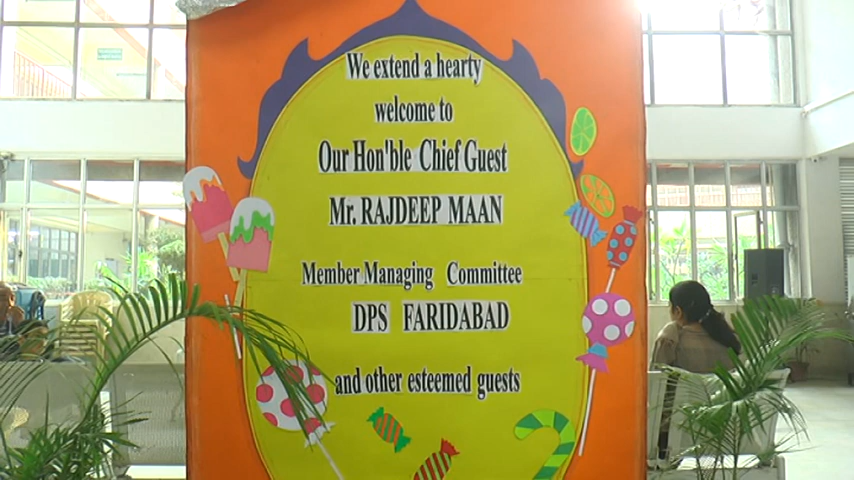 We extend a hearty
welcome to
Our Hon'ble Chief Guest
Mr. RAJDEEP MAAN
Member Managing Committee
DPS FARIDABAD
and other esteemed guests